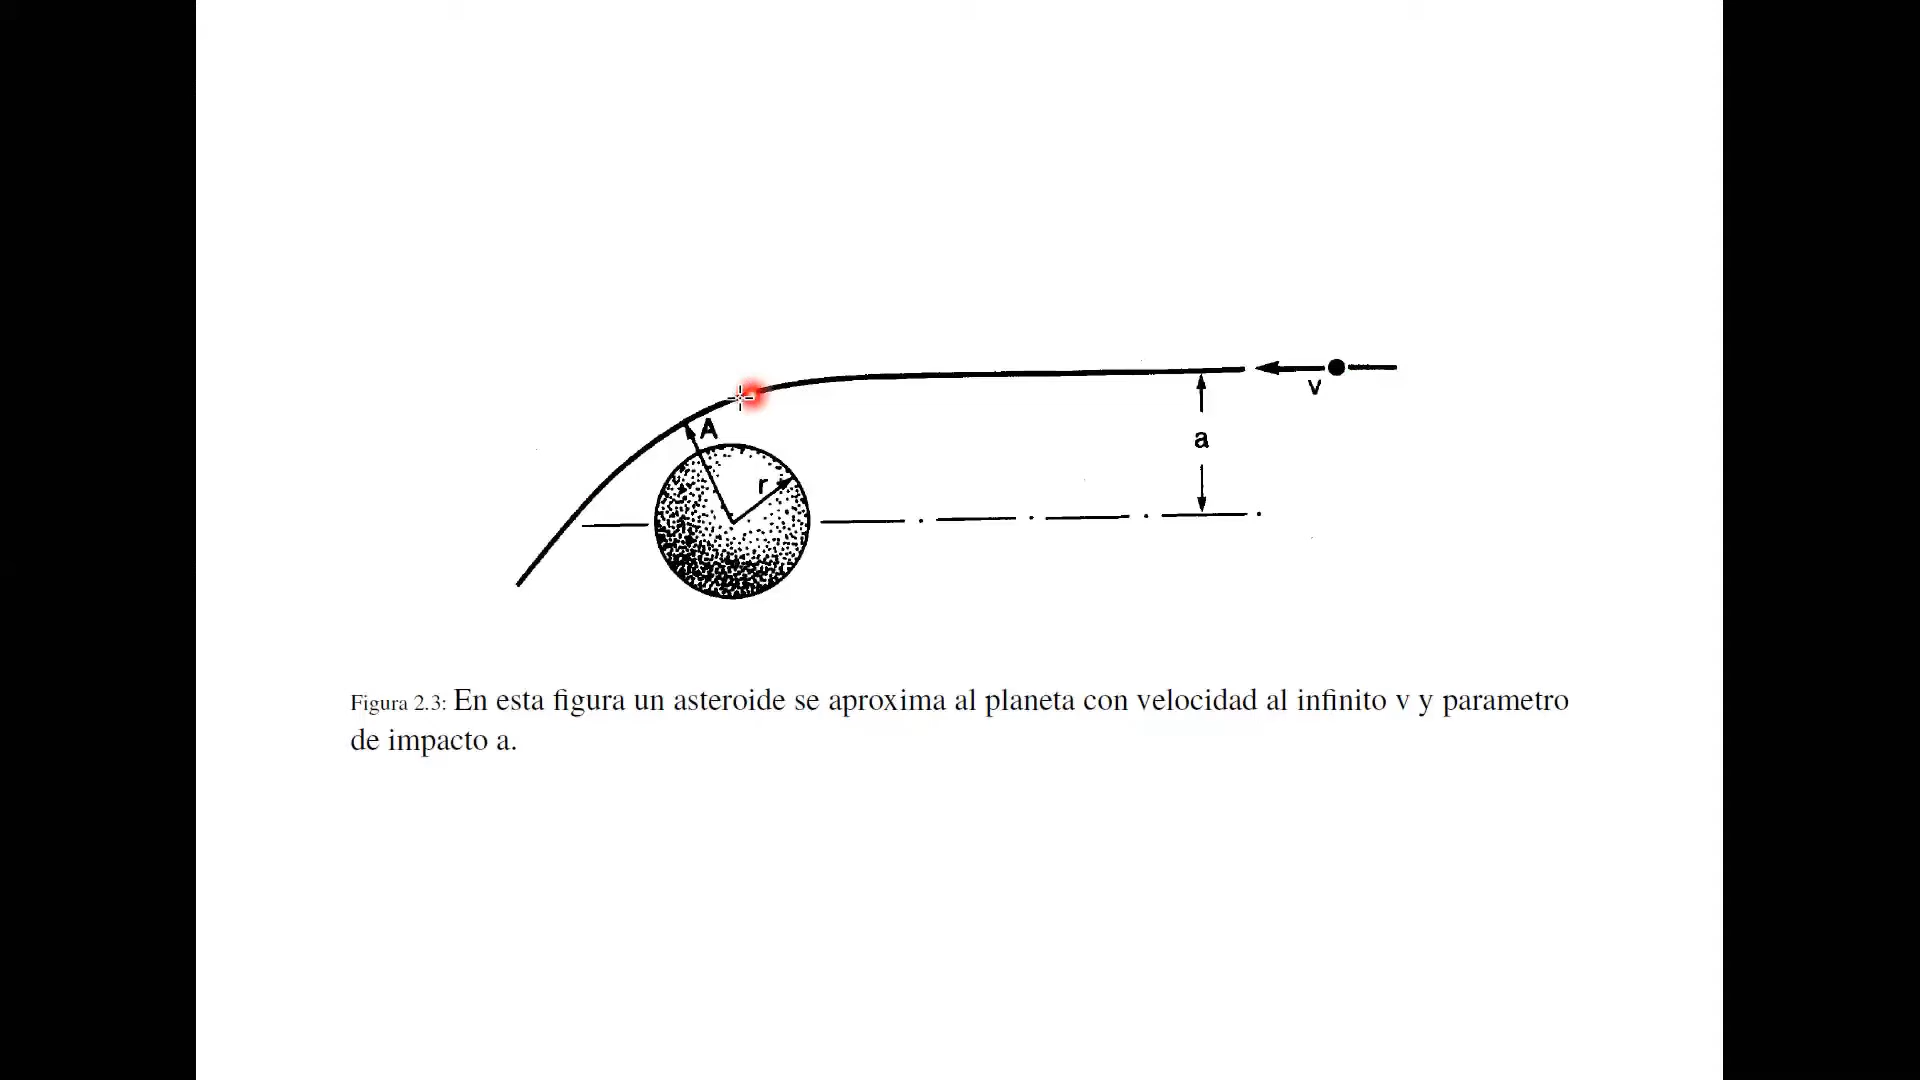 v
A
a
r
Figura 2.3: En esta figura un asteroide se aproxima al planeta con velocidad al infinito v y parametro
de impacto a.